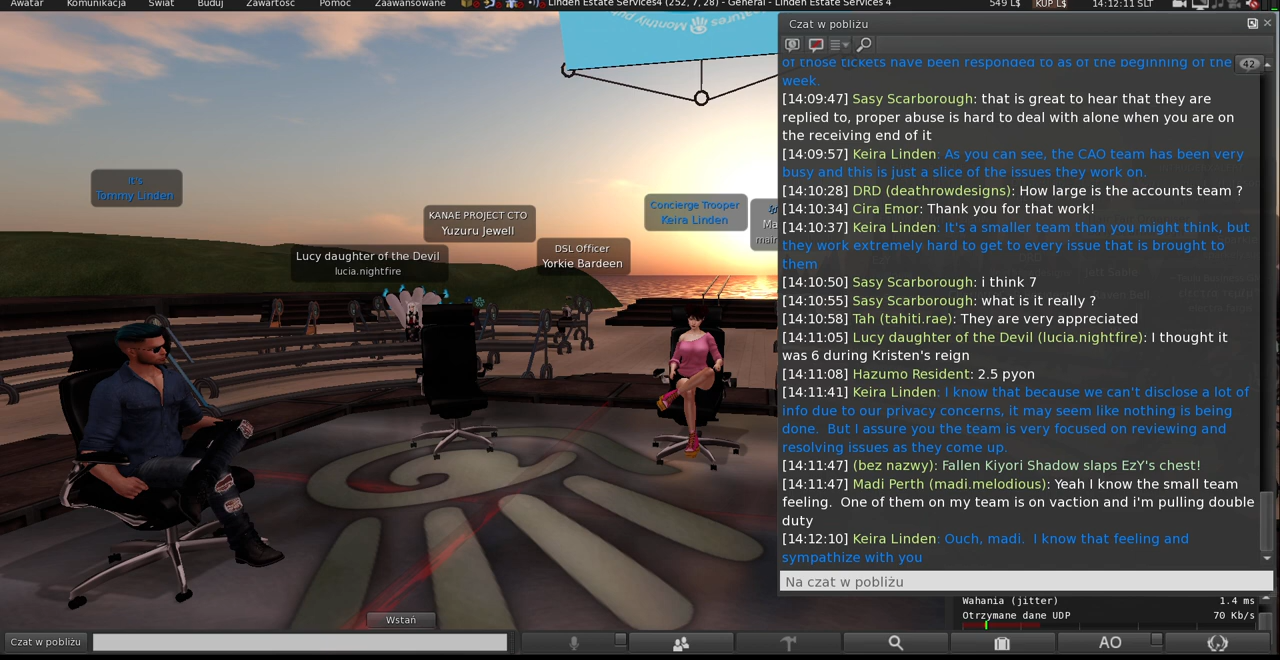 Awatar Komunikacja Świat Buduj Zawartość Pomoc Zaawansowane Linden Estate Services4 (252, 7, 28) - General - Linden Estate Services 4 549 L$ KUP L$ 14:12:11 SLT
Monthly
It's
Tommy Linden
KANAE PROJECT CTO
Yuzuru Jewell
Concierge Trooper
Keira Linden
Lucy daughter of the Devil
lucia.nightfire
DSL Officer
Yorkie Bardeen
Wstań
Czat w pobliżu
Czat w pobliżu
42
of those tickets have been responded to as of the beginning of the
week.
[14:09:47] Sasy Scarborough: that is great to hear that they are
replied to, proper abuse is hard to deal with alone when you are on
the receiving end of it
[14:09:57] Keira Linden: As you can see, the CAO team has been very
busy and this is just a slice of the issues they work on.
[14:10:28] DRD (deathrowdesigns): How large is the accounts team ?
[14:10:34] Cira Emor: Thank you for that work!
[14:10:37] Keira Linden: It's a smaller team than you might think, but
they work extremely hard to get to every issue that is brought to
them
[14:10:50] Sasy Scarborough: i think 7
[14:10:55] Sasy Scarborough: what is it really ?
[14:10:58] Tah (tahiti.rae): They are very appreciated
[14:11:05] Lucy daughter of the Devil (lucia.nightfire): I thought it
was 6 during Kristen's reign
[14:11:08] Hazumo Resident: 2.5 pyon
[14:11:41] Keira Linden: I know that because we can't disclose a lot of
info due to our privacy concerns, it may seem like nothing is being
done.  But I assure you the team is very focused on reviewing and
resolving issues as they come up.
[14:11:47] (bez nazwy): Fallen Kiyori Shadow slaps EzY's chest!
[14:11:47] Madi Perth (madi.melodious): Yeah I know the small team
feeling.  One of them on my team is on vaction and i'm pulling double
duty
[14:12:10] Keira Linden: Ouch, madi.  I know that feeling and
sympathize with you
Na czat w pobliżu
Wahania (jitter) 1.4 ms
Otrzymane dane UDP 70 Kb/s
AO